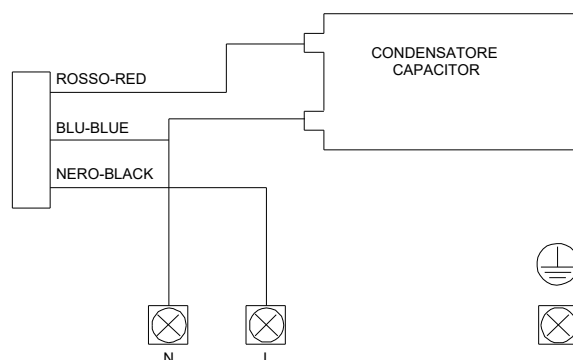 CONDENSATORE
CAPACITOR
ROSSO-RED
BLU-BLUE
NERO-BLACK
N